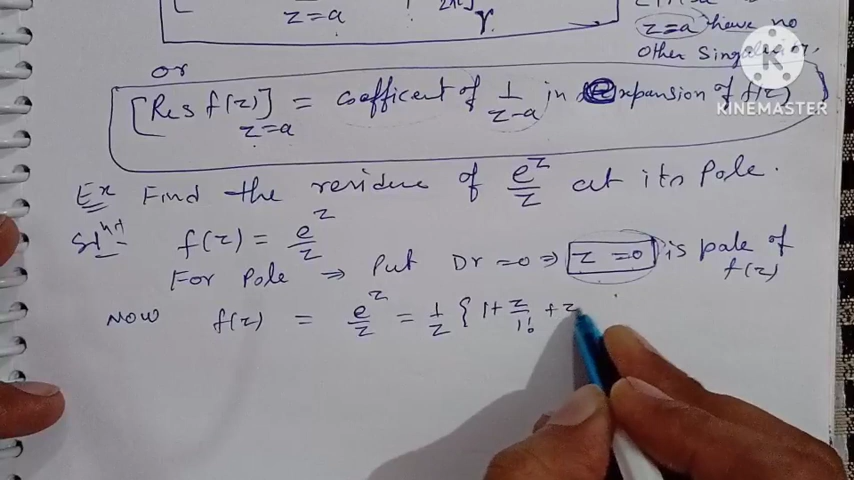 z=a
2πi
γ
z=a have no
other singularity.
or
[Res f(z)] = coefficent of 1/(z-a) in expansion of f(z)
z=a
KINEMASTER
Ex Find the residue of e^z/z at its Pole.
Solⁿ:- f(z) = e^z/z
For Pole ⇒ Put Dr =0 ⇒ z =0 is pole of f(z)
Now f(z) = e^z/z = 1/z { 1 + z/1! + z